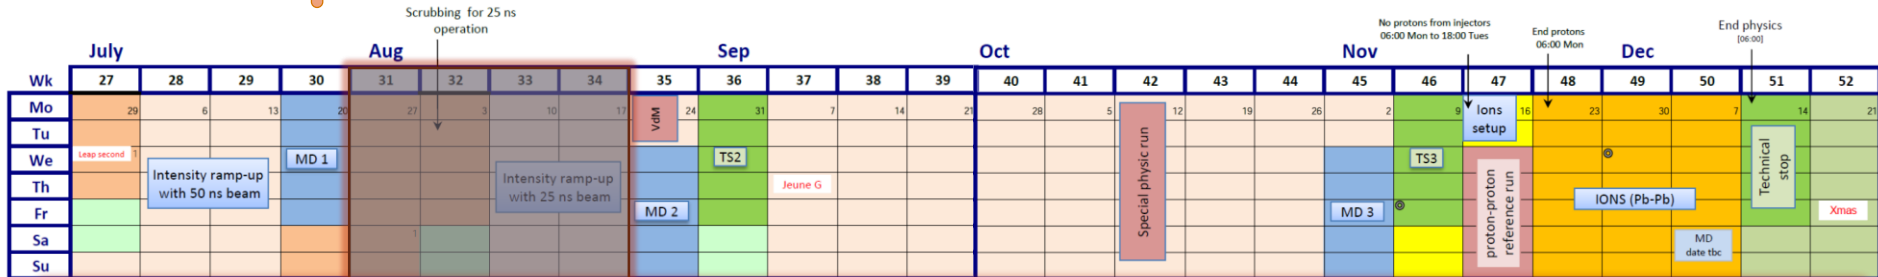 Scrubbing for 25 ns
operation
No protons from injectors
06:00 Mon to 18:00 Tues
End protons
06:00 Mon
End physics
[06:00]
July Aug Sep Oct Nov Dec
Wk 27 28 29 30 31 32 33 34 35 36 37 38 39 40 41 42 43 44 45 46 47 48 49 50 51 52
Mo 29 6 13 20 27 3 10 17 24 31 7 14 21 28 5 12 19 26 2 9 16 23 30 7 14 21
Tu
We
Th
Fr
Sa
Su
Leap second 1
Intensity ramp-up
with 50 ns beam
MD 1
1
Intensity ramp-up
with 25 ns beam
VdM
MD 2
TS2
Jeune G
Special physic run
MD 3
TS3
Ions
setup
proton-proton
reference run
IONS (Pb-Pb)
MD
date tbc
Technical
stop
Xmas